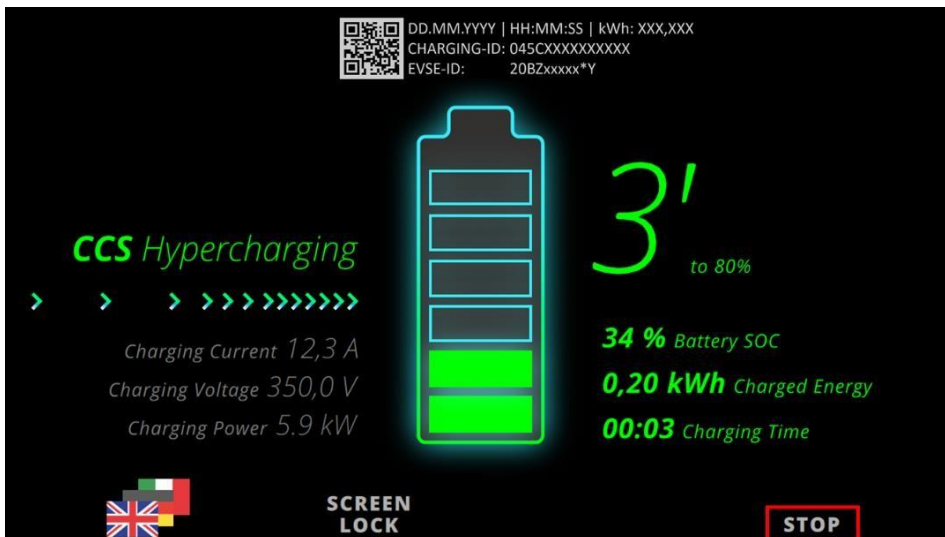 DD.MM.YYYY | HH:MM:SS | kWh: XXX,XXX
CHARGING-ID: 045CXXXXXXXXXX
EVSE-ID: 20BZxxxxx*Y
3'
to 80%
CCS Hypercharging
Charging Current 12,3 A
Charging Voltage 350,0 V
Charging Power 5.9 kW
34 % Battery SOC
0,20 kWh Charged Energy
00:03 Charging Time
SCREEN
LOCK
STOP